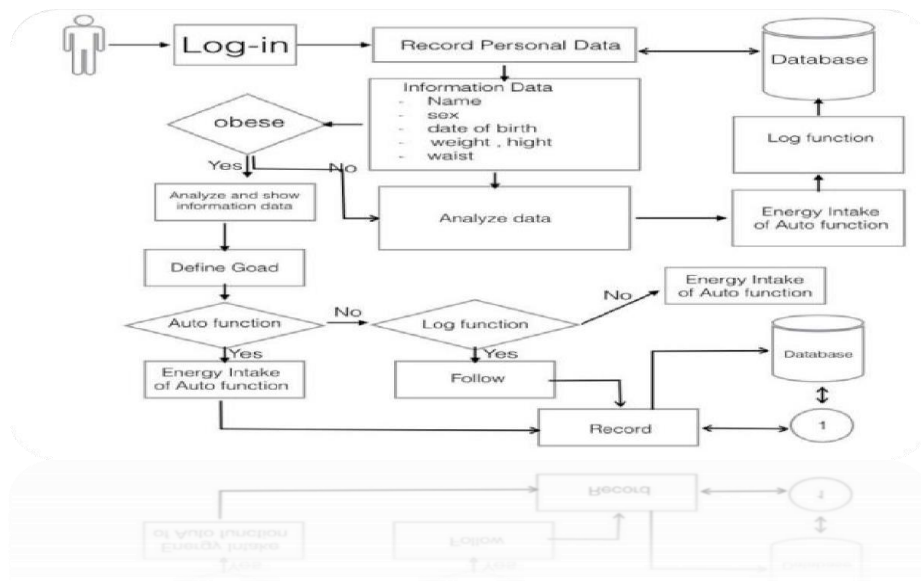 Log-in
Record Personal Data
Database
Information Data
- Name
- sex
- date of birth
- weight , hight
- waist
obese
Log function
Yes
No
Analyze and show
information data
Analyze data
Energy Intake
of Auto function
Define Goad
Energy Intake
of Auto function
No
No
Auto function
Log function
Database
Yes
Yes
Energy Intake
of Auto function
Follow
Record
1